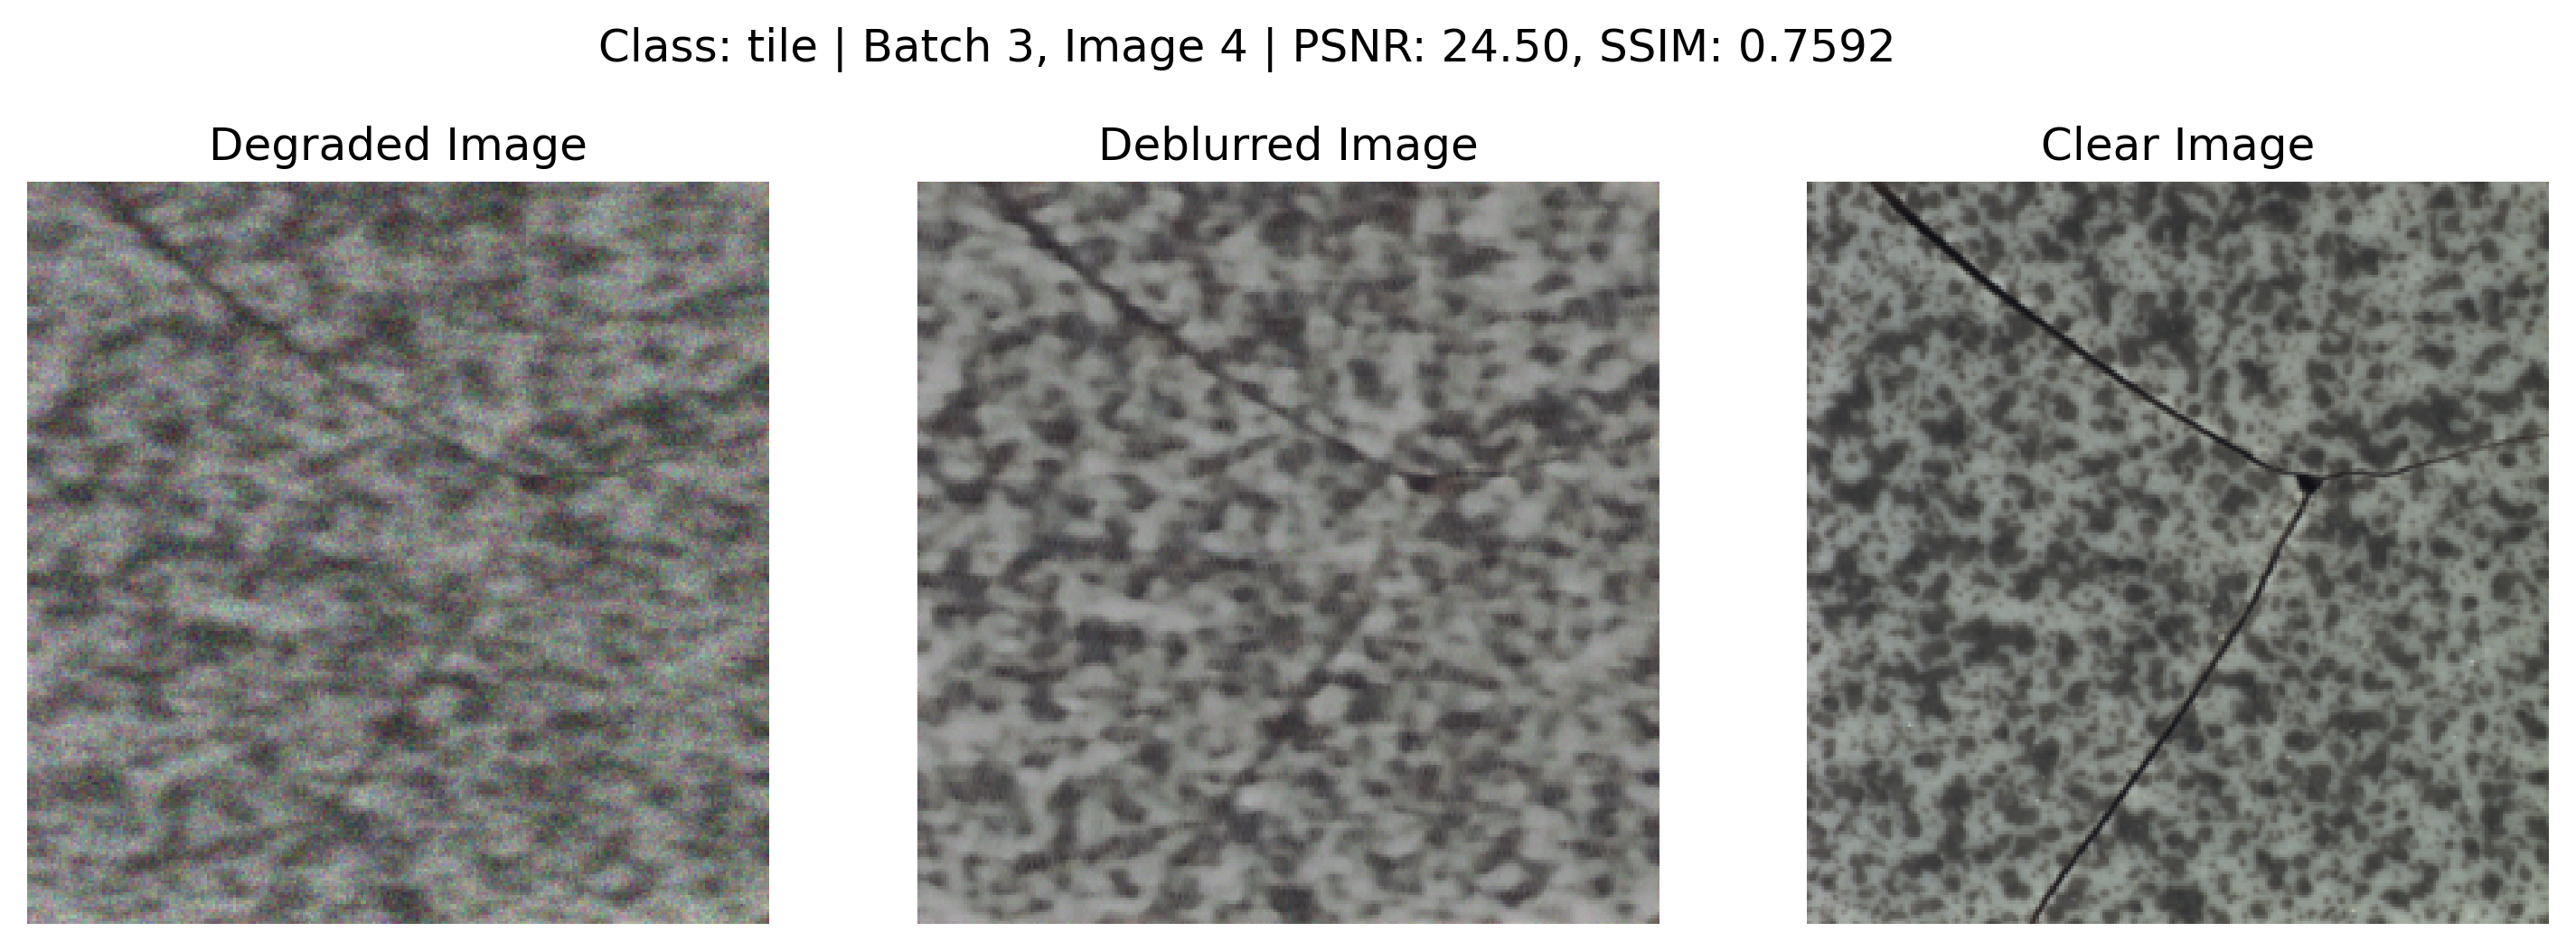 Class: tile | Batch 3, Image 4 | PSNR: 24.50, SSIM: 0.7592
Degraded Image
Deblurred Image
Clear Image